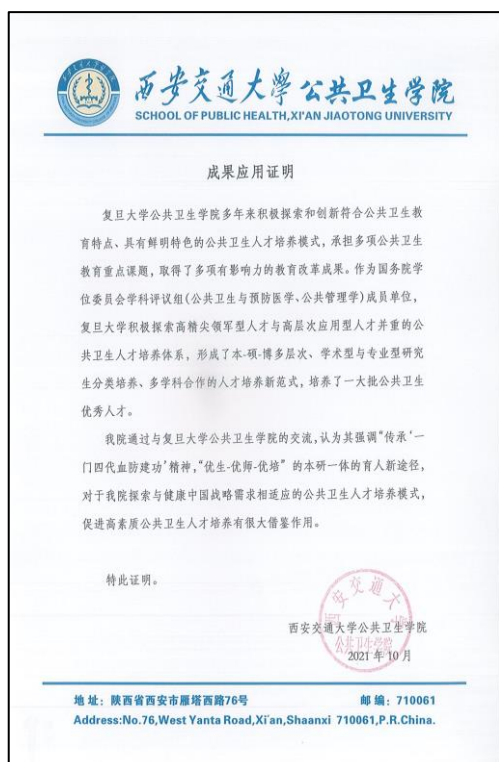 西安交通大學公共卫生学院
SCHOOL OF PUBLIC HEALTH,XI'AN JIAOTONG UNIVERSITY
成果应用证明
复旦大学公共卫生学院多年来积极探索和创新符合公共卫生教
育特点、具有鲜明特色的公共卫生人才培养模式，承担多项公共卫生
教育重点课题，取得了多项有影响力的教育改革成果。作为国务院学
位委员会学科评议组(公共卫生与预防医学、公共管理学)成员单位，
复旦大学积极探索高精尖领军型人才与高层次应用型人才并重的公
共卫生人才培养体系，形成了本-硕-博多层次、学术型与专业型研究
生分类培养、多学科合作的人才培养新范式，培养了一大批公共卫生
优秀人才。
我院通过与复旦大学公共卫生学院的交流,认为其强调“传承‘一
门四代血防建功’精神,“优生-优师-优培”的本研一体的育人新途径，
对于我院探索与健康中国战略需求相适应的公共卫生人才培养模式，
促进高素质公共卫生人才培养有很大借鉴作用。
特此证明。
西安交通大学
公共卫生学院
西安交通大学公共卫生学院
2021年10月
地 址：陕西省西安市雁塔西路76号 邮 编：710061
Address:No.76,West Yanta Road,Xi'an,Shaanxi 710061,P.R.China.